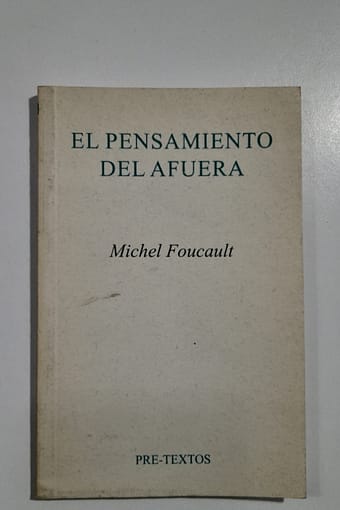 EL PENSAMIENTO
DEL AFUERA
Michel Foucault
PRE-TEXTOS